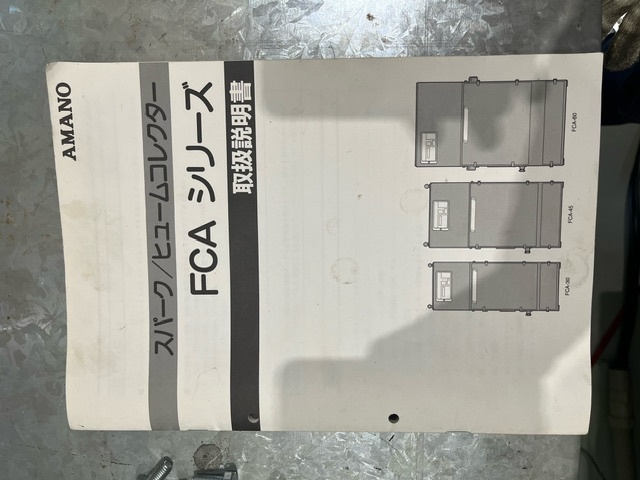 AMANO
スパーク/ヒュームコレクター
FCA シリーズ
取扱説明書
FCA-30
FCA-45
FCA-60